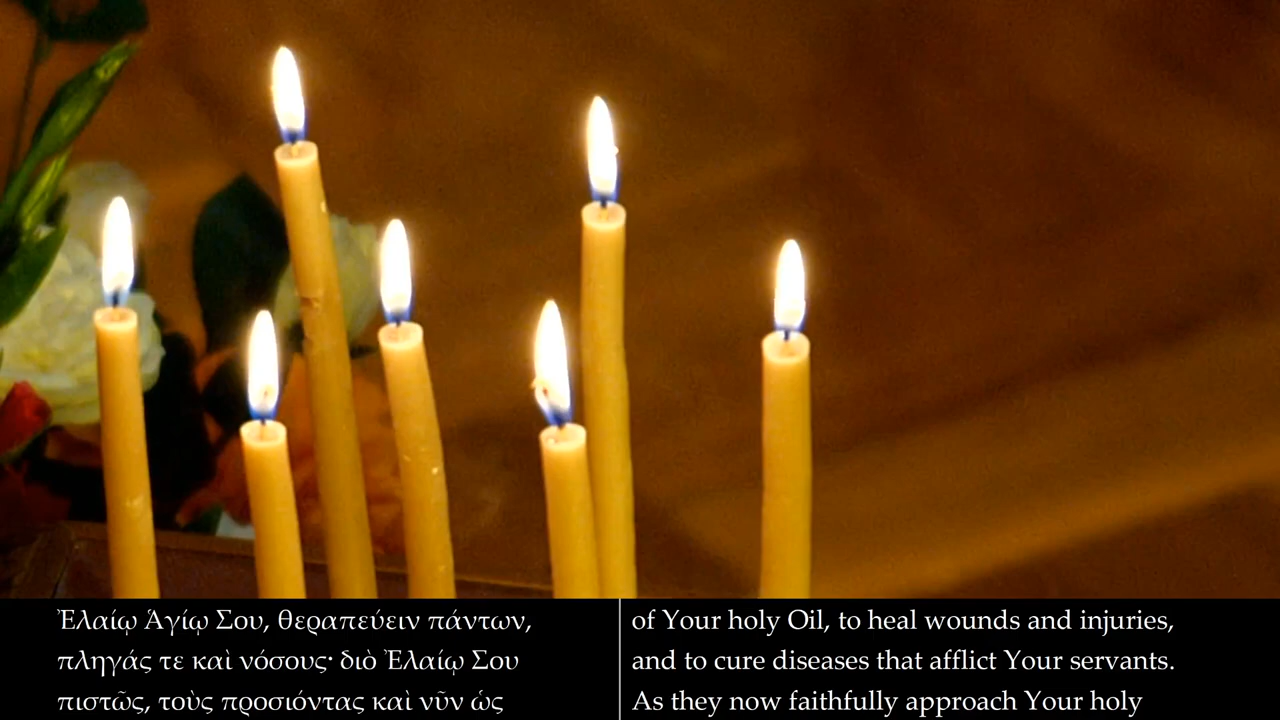 Ἐλαίῳ Ἁγίῳ Σου, θεραπεύειν πάντων,
πληγάς τε καὶ νόσους· διὸ Ἐλαίῳ Σου
πιστῶς, τοὺς προσιόντας καὶ νῦν ὡς
of Your holy Oil, to heal wounds and injuries,
and to cure diseases that afflict Your servants.
As they now faithfully approach Your holy